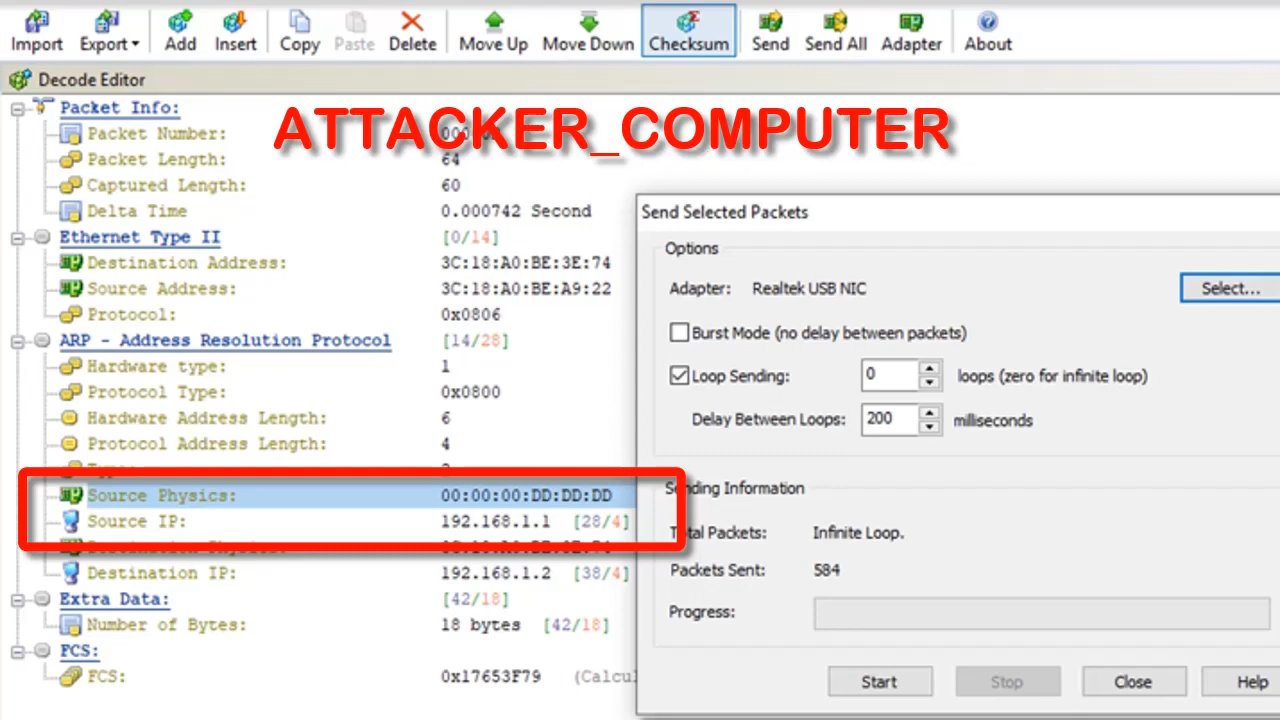 Import Export Add Insert Copy Paste Delete Move Up Move Down Checksum Send Send All Adapter About
Decode Editor
ATTACKER_COMPUTER
Packet Info:
Packet Number:
Packet Length: 64
Captured Length: 60
Delta Time 0.000742 Second
Ethernet Type II [0/14]
Destination Address: 3C:18:A0:BE:3E:74
Source Address: 3C:18:A0:BE:A9:22
Protocol: 0x0806
ARP - Address Resolution Protocol [14/28]
Hardware type: 1
Protocol Type: 0x0800
Hardware Address Length: 6
Protocol Address Length: 4
Source Physics: 00:00:00:DD:DD:DD
Source IP: 192.168.1.1 [28/4]
Destination IP: 192.168.1.2 [38/4]
Extra Data: [42/18]
Number of Bytes: 18 bytes [42/18]
FCS:
FCS: 0x17653F79 (Calcu
Send Selected Packets
Options
Adapter: Realtek USB NIC Select...
Burst Mode (no delay between packets)
Loop Sending: 0 loops (zero for infinite loop)
Delay Between Loops: 200 milliseconds
Sending Information
Total Packets: Infinite Loop.
Packets Sent: 584
Progress:
Start Stop Close Help